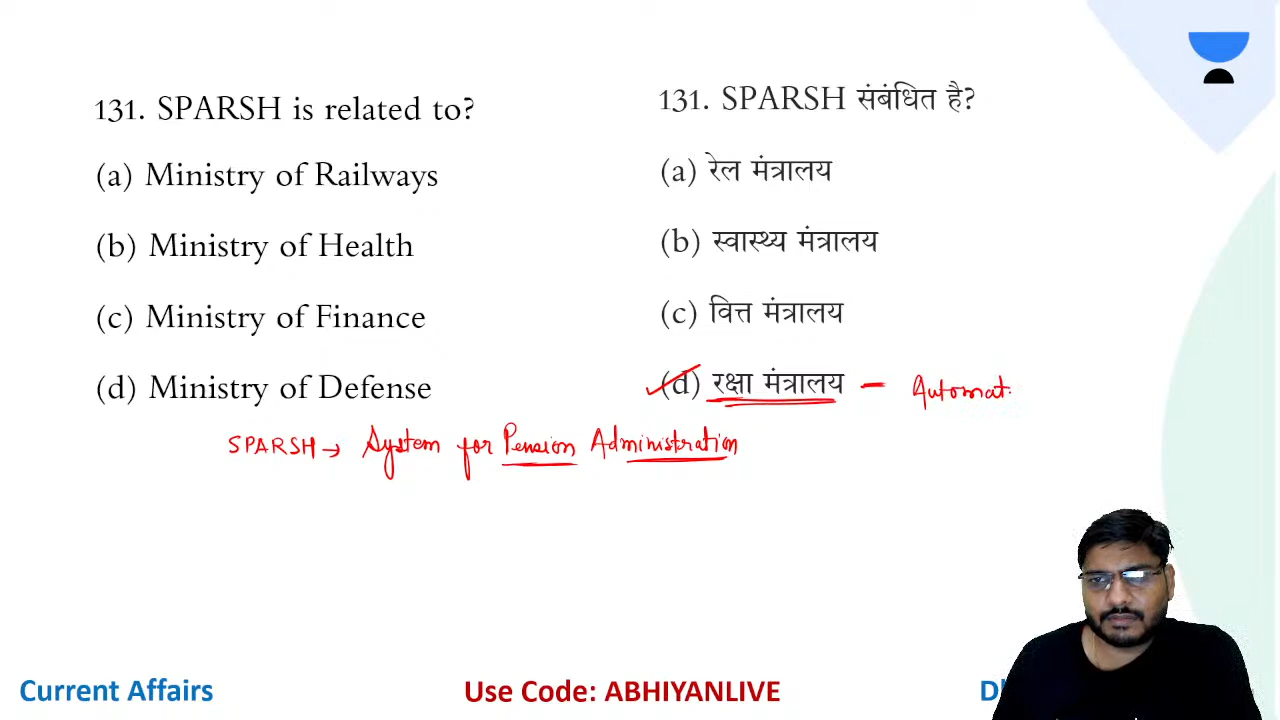 131. SPARSH is related to?
(a) Ministry of Railways
(b) Ministry of Health
(c) Ministry of Finance
(d) Ministry of Defense
131. SPARSH संबंधित है?
(a) रेल मंत्रालय
(b) स्वास्थ्य मंत्रालय
(c) वित्त मंत्रालय
(d) रक्षा मंत्रालय – Automat.
SPARSH → System for Pension Administration
Current Affairs
Use Code: ABHIYANLIVE